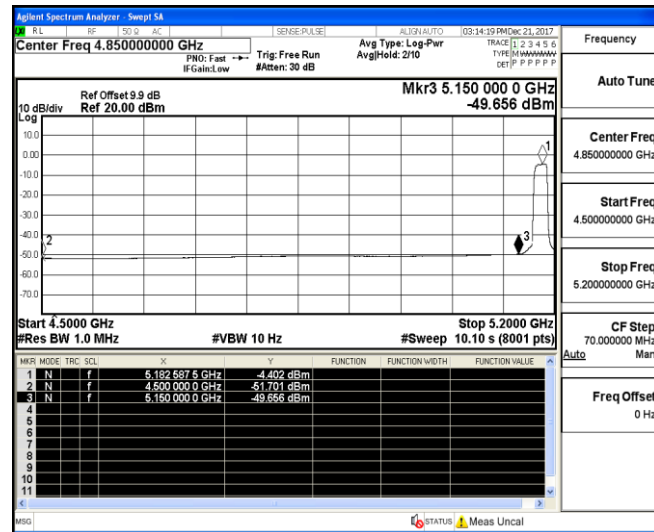 Agilent Spectrum Analyzer - Swept SA
RL RF 50 Ω AC SENSE:PULSE ALIGN AUTO 03:14:19 PM Dec 21, 2017
Center Freq 4.850000000 GHz
PNO: Fast
IFGain:Low
Trig: Free Run
#Atten: 30 dB
Avg Type: Log-Pwr
Avg|Hold: 2/10
TRACE 1 2 3 4 5 6
TYPE M W W W W W
DET P P P P P P
Ref Offset 9.9 dB
10 dB/div Ref 20.00 dBm
Log
Mkr3 5.150 000 0 GHz
-49.656 dBm
10.0
0.00
-10.0
-20.0
-30.0
-40.0
-50.0
-60.0
-70.0
1
2
3
Start 4.5000 GHz Stop 5.2000 GHz
#Res BW 1.0 MHz #VBW 10 Hz #Sweep 10.10 s (8001 pts)
MKR MODE TRC SCL X Y FUNCTION FUNCTION WIDTH FUNCTION VALUE
1 N f 5.182 587 5 GHz -4.402 dBm
2 N f 4.500 000 0 GHz -51.701 dBm
3 N f 5.150 000 0 GHz -49.656 dBm
4
5
6
7
8
9
10
11
MSG STATUS Meas Uncal
Frequency
Auto Tune
Center Freq
4.850000000 GHz
Start Freq
4.500000000 GHz
Stop Freq
5.200000000 GHz
CF Step
70.000000 MHz
Auto Man
Freq Offset
0 Hz